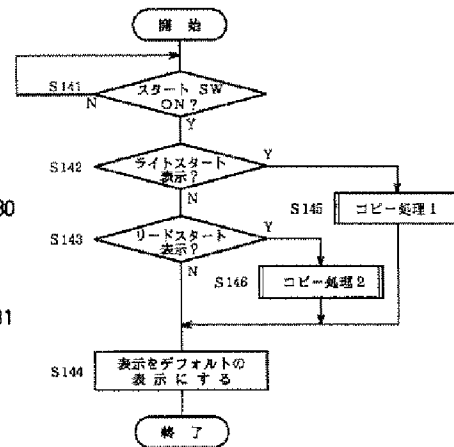 開始
S141
スタート SW
ON?
N
Y
S142
ライトスタート
表示?
Y
N
30
S145
コピー処理1
S143
リードスタート
表示?
Y
N
S146
コピー処理2
31
S144
表示をデフォルトの
表示にする
終了